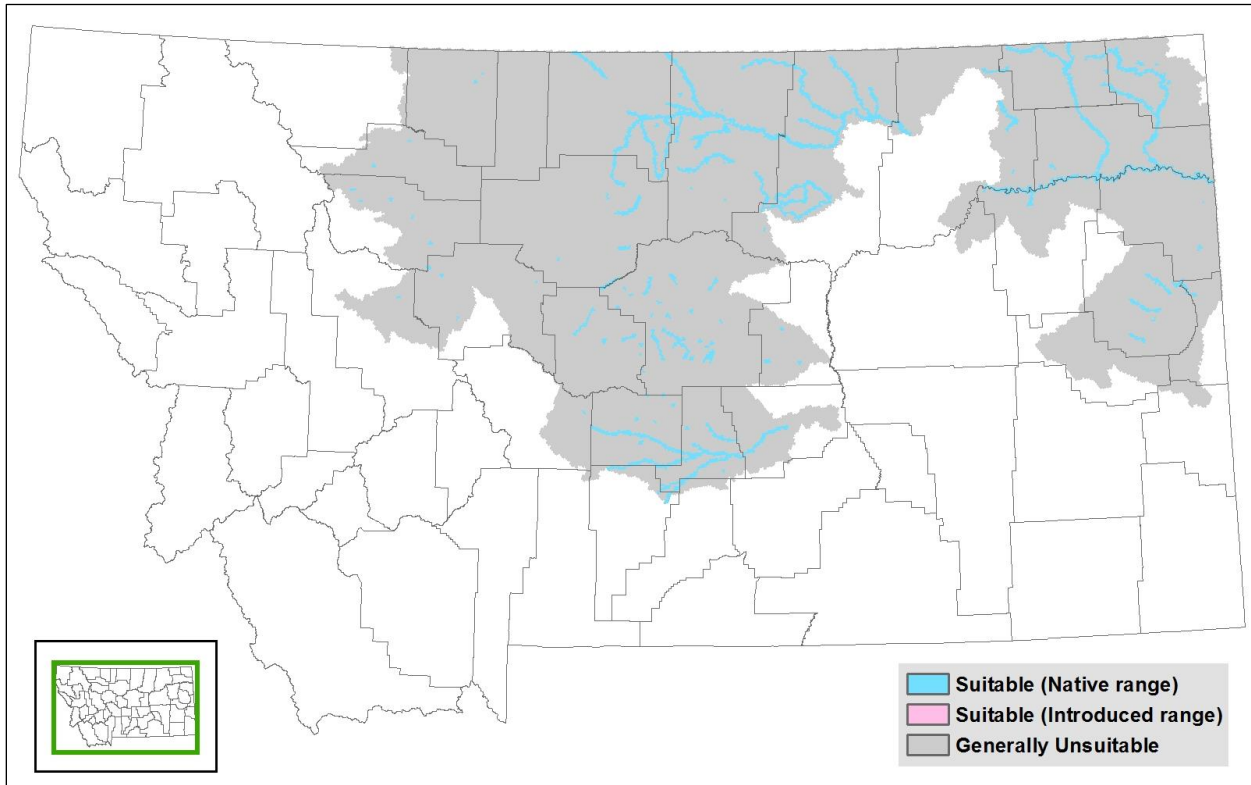 Suitable (Native range)
Suitable (Introduced range)
Generally Unsuitable